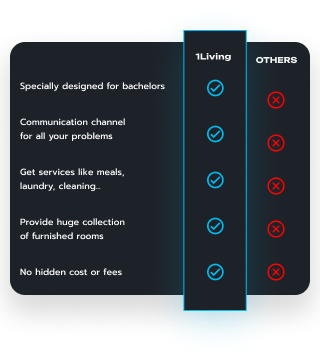 1Living
OTHERS
Specially designed for bachelors
Communication channel
for all your problems
Get services like meals,
laundry, cleaning...
Provide huge collection
of furnished rooms
No hidden cost or fees